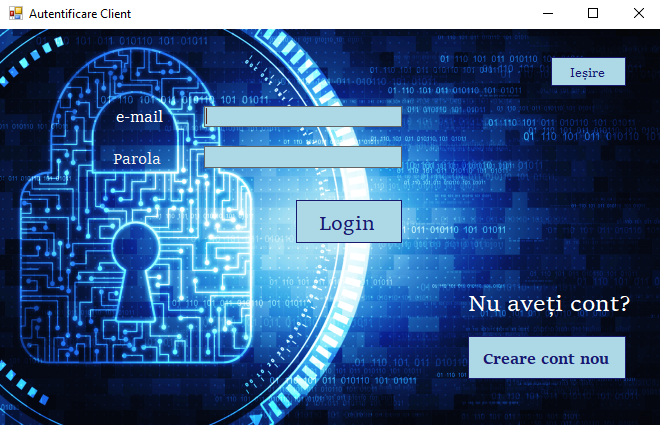 Autentificare Client
Ieșire
e-mail
Parola
Login
Nu aveți cont?
Creare cont nou